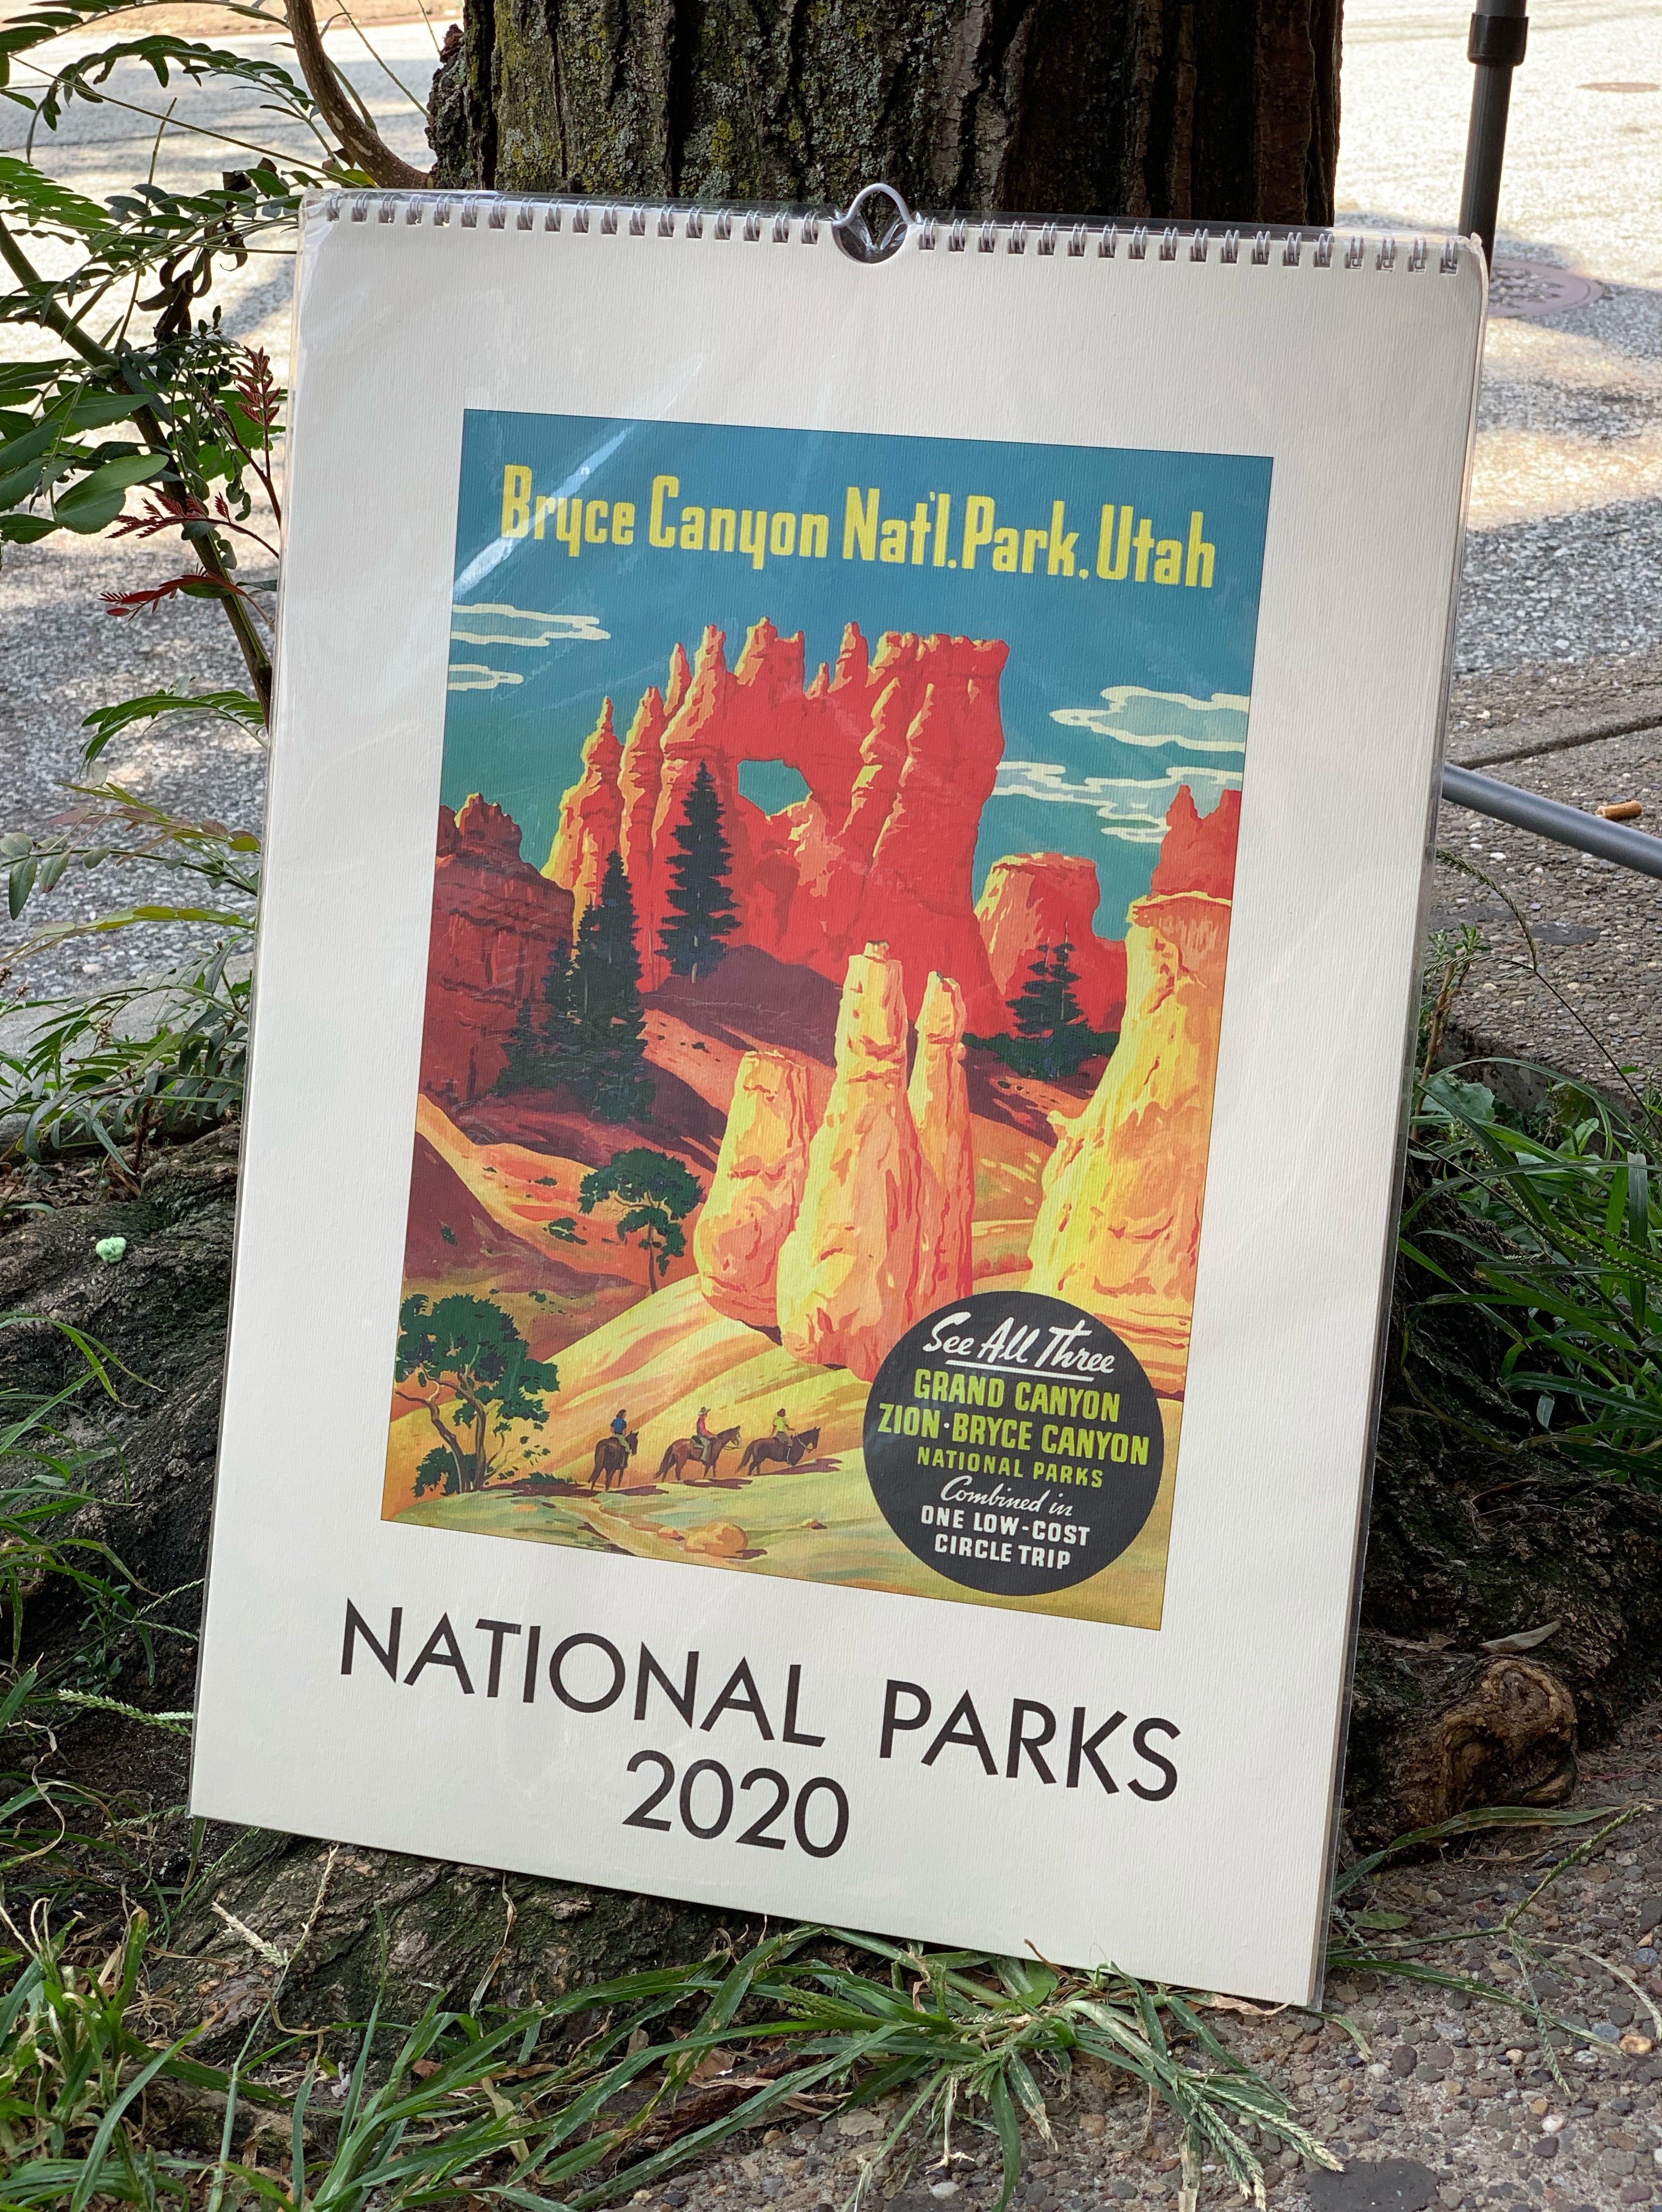 Bryce Canyon Nat'l. Park, Utah
See All Three
GRAND CANYON
ZION·BRYCE CANYON
NATIONAL PARKS
Combined in
ONE LOW-COST
CIRCLE TRIP
NATIONAL PARKS
2020